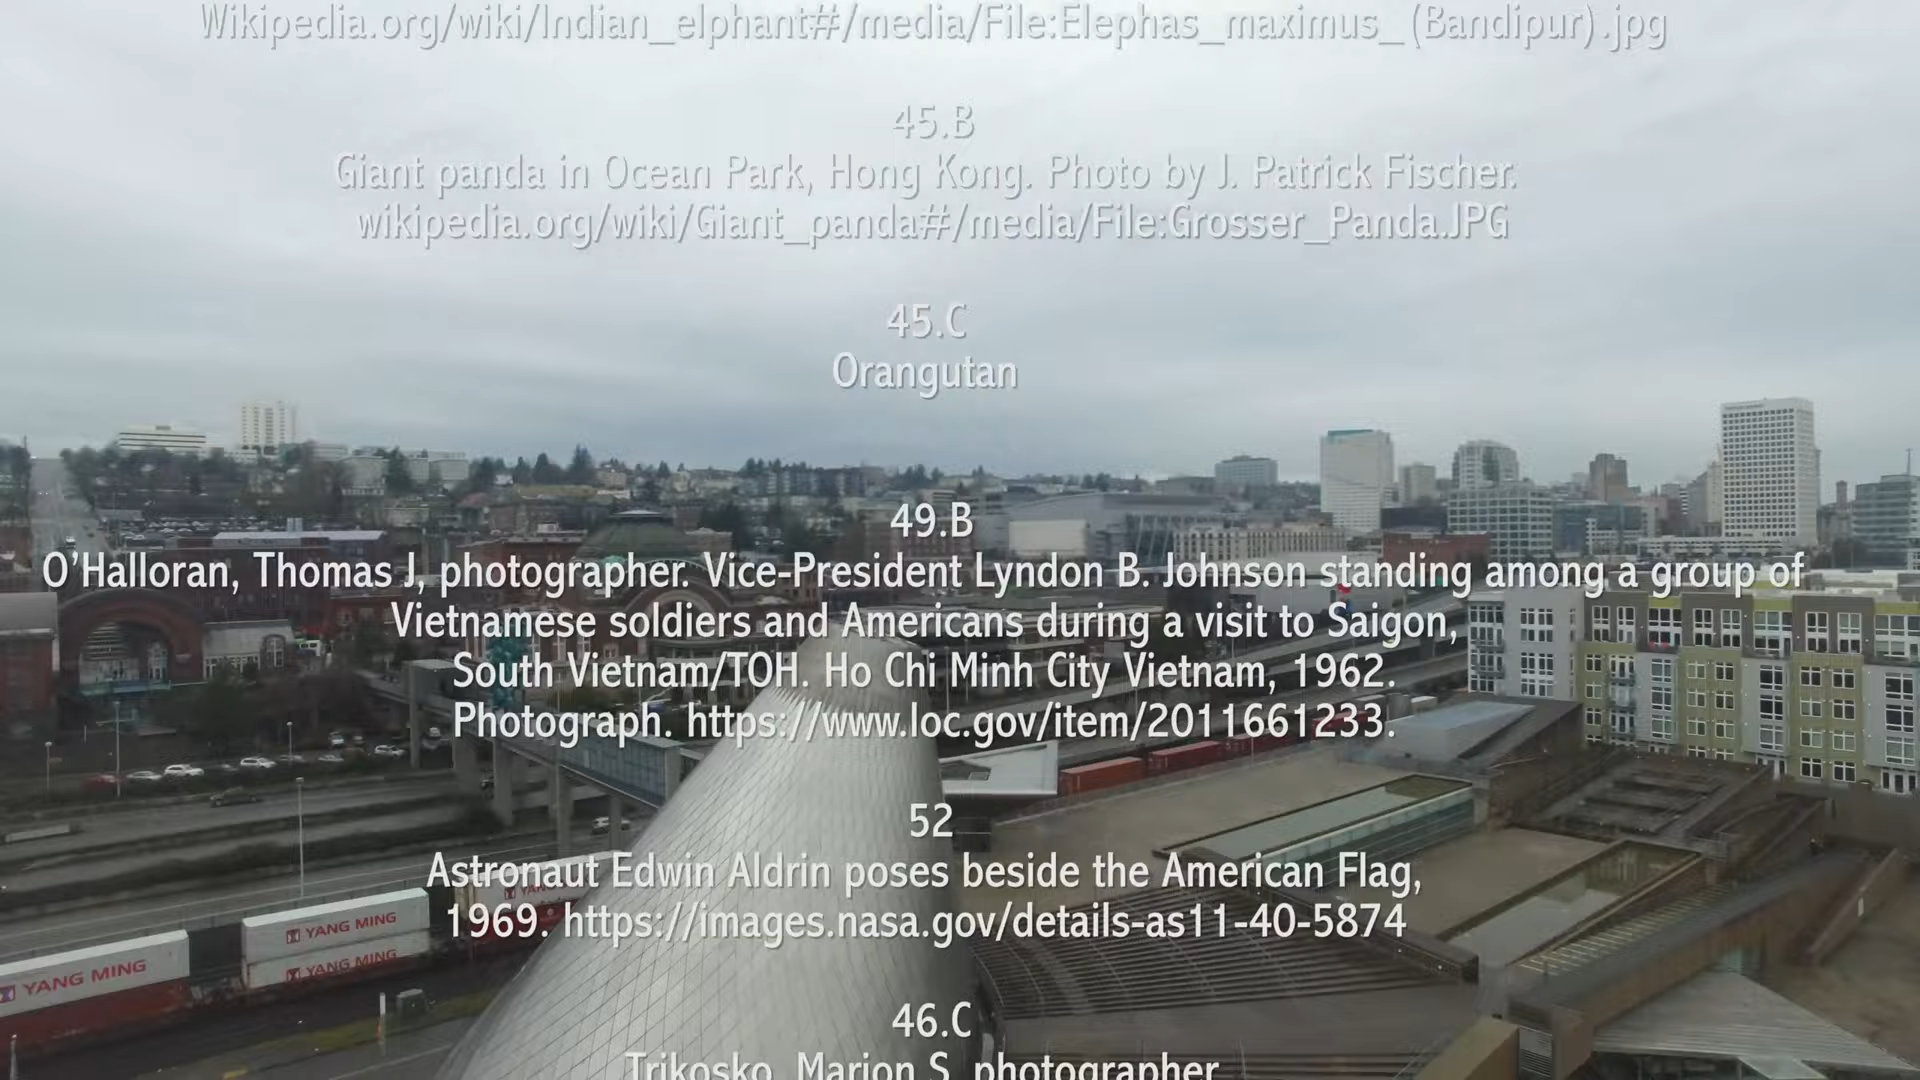 Wikipedia.org/wiki/Indian_elphant#/media/File:Elephas_maximus_(Bandipur).jpg
45.B
Giant panda in Ocean Park, Hong Kong. Photo by J. Patrick Fischer.
wikipedia.org/wiki/Giant_panda#/media/File:Grosser_Panda.JPG
45.C
Orangutan
49.B
O'Halloran, Thomas J, photographer. Vice-President Lyndon B. Johnson standing among a group of
Vietnamese soldiers and Americans during a visit to Saigon,
South Vietnam/TOH. Ho Chi Minh City Vietnam, 1962.
Photograph. https://www.loc.gov/item/2011661233.
52
Astronaut Edwin Aldrin poses beside the American Flag,
1969. https://images.nasa.gov/details-as11-40-5874
YANG MING
YANG MING
YANG MING
46.C
Trikosko, Marion S, photographer